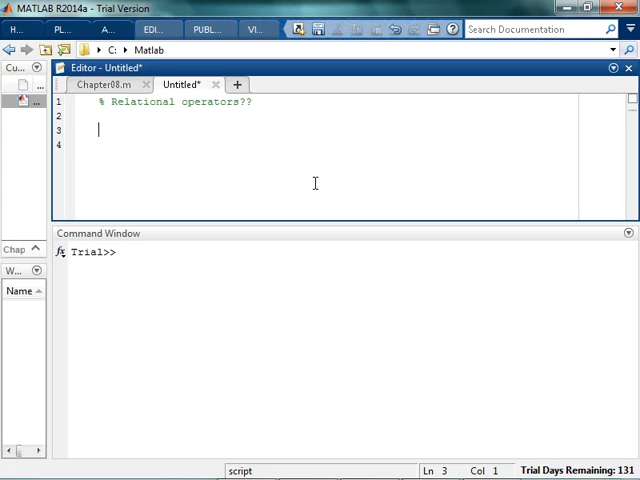 MATLAB R2014a - Trial Version
H... PL... A... EDI... PUBL... VI... Search Documentation
C: Matlab
Cu... Editor - Untitled*
Chapter08.m Untitled* +
...
...
1 % Relational operators??
2
3
4
Chap
Command Window
fx Trial>>
W...
Name
script Ln 3 Col 1 Trial Days Remaining: 131